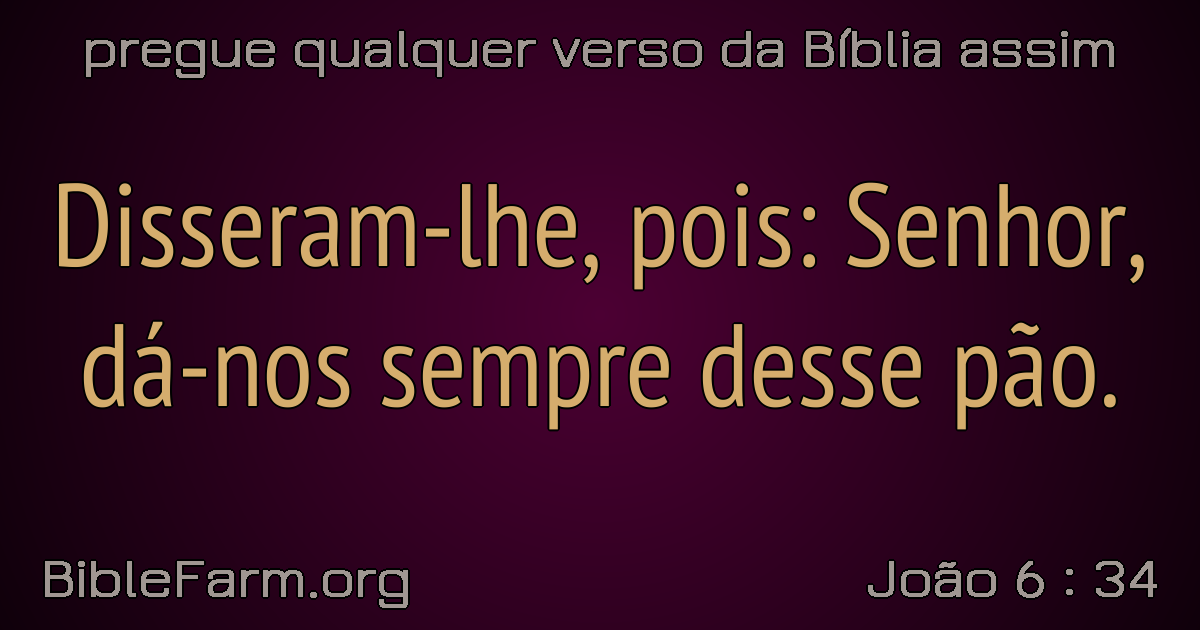 pregue qualquer verso da Bíblia assim
Disseram-lhe, pois: Senhor,
dá-nos sempre desse pão.
BibleFarm.org
João 6 : 34